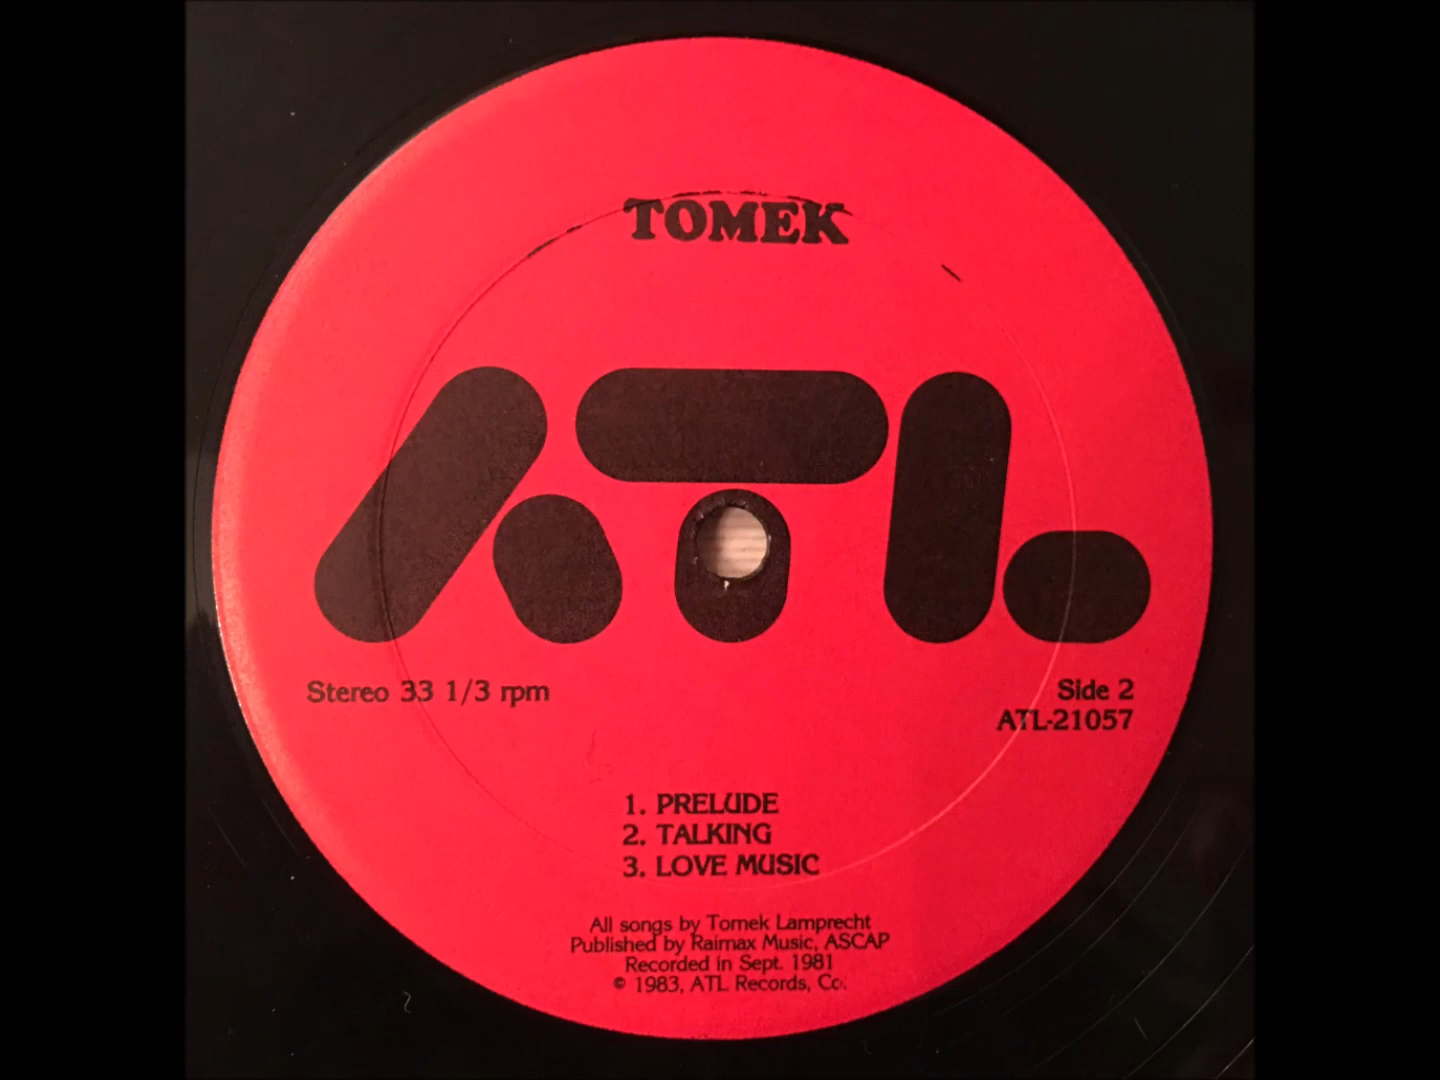 TOMEK
ATL
Stereo 33 1/3 rpm
Side 2
ATL-21057
1. PRELUDE
2. TALKING
3. LOVE MUSIC
All songs by Tomek Lamprecht
Published by Raimax Music, ASCAP
Recorded in Sept. 1981
© 1983, ATL Records, Co.